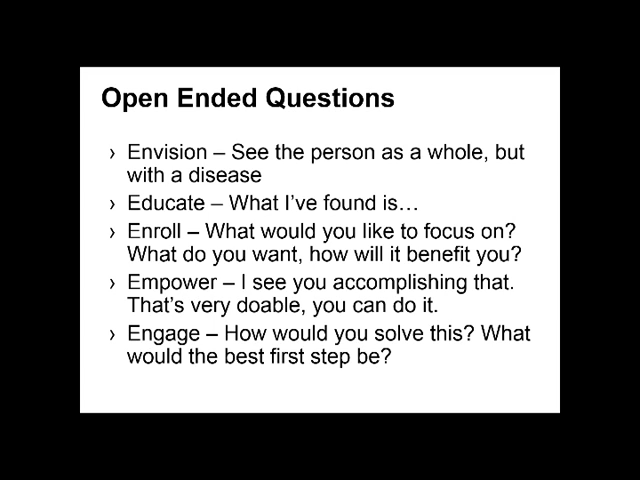 Open Ended Questions
› Envision – See the person as a whole, but
with a disease
› Educate – What I've found is…
› Enroll – What would you like to focus on?
What do you want, how will it benefit you?
› Empower – I see you accomplishing that.
That's very doable, you can do it.
› Engage – How would you solve this? What
would the best first step be?